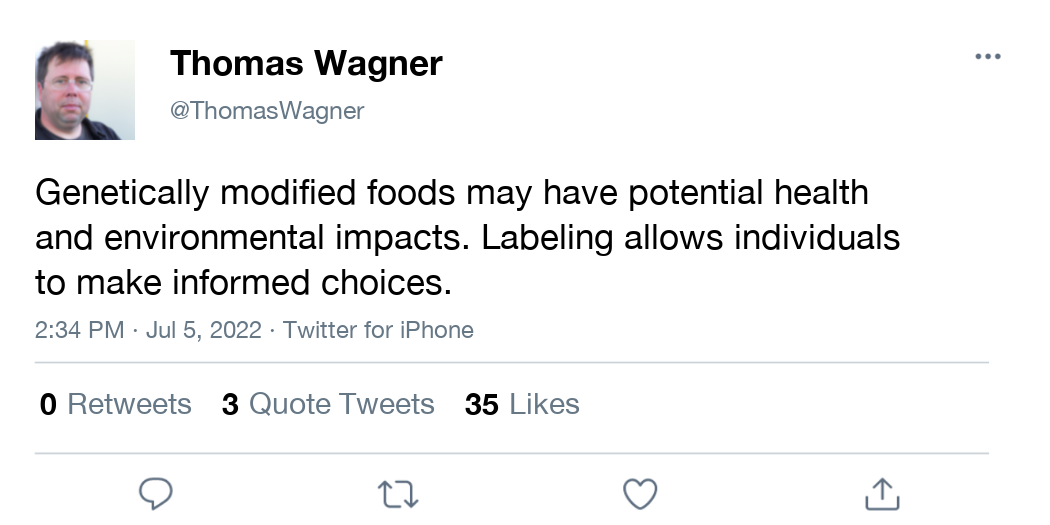 Thomas Wagner
@ThomasWagner
Genetically modified foods may have potential health
and environmental impacts. Labeling allows individuals
to make informed choices.
2:34 PM · Jul 5, 2022 · Twitter for iPhone
0 Retweets 3 Quote Tweets 35 Likes